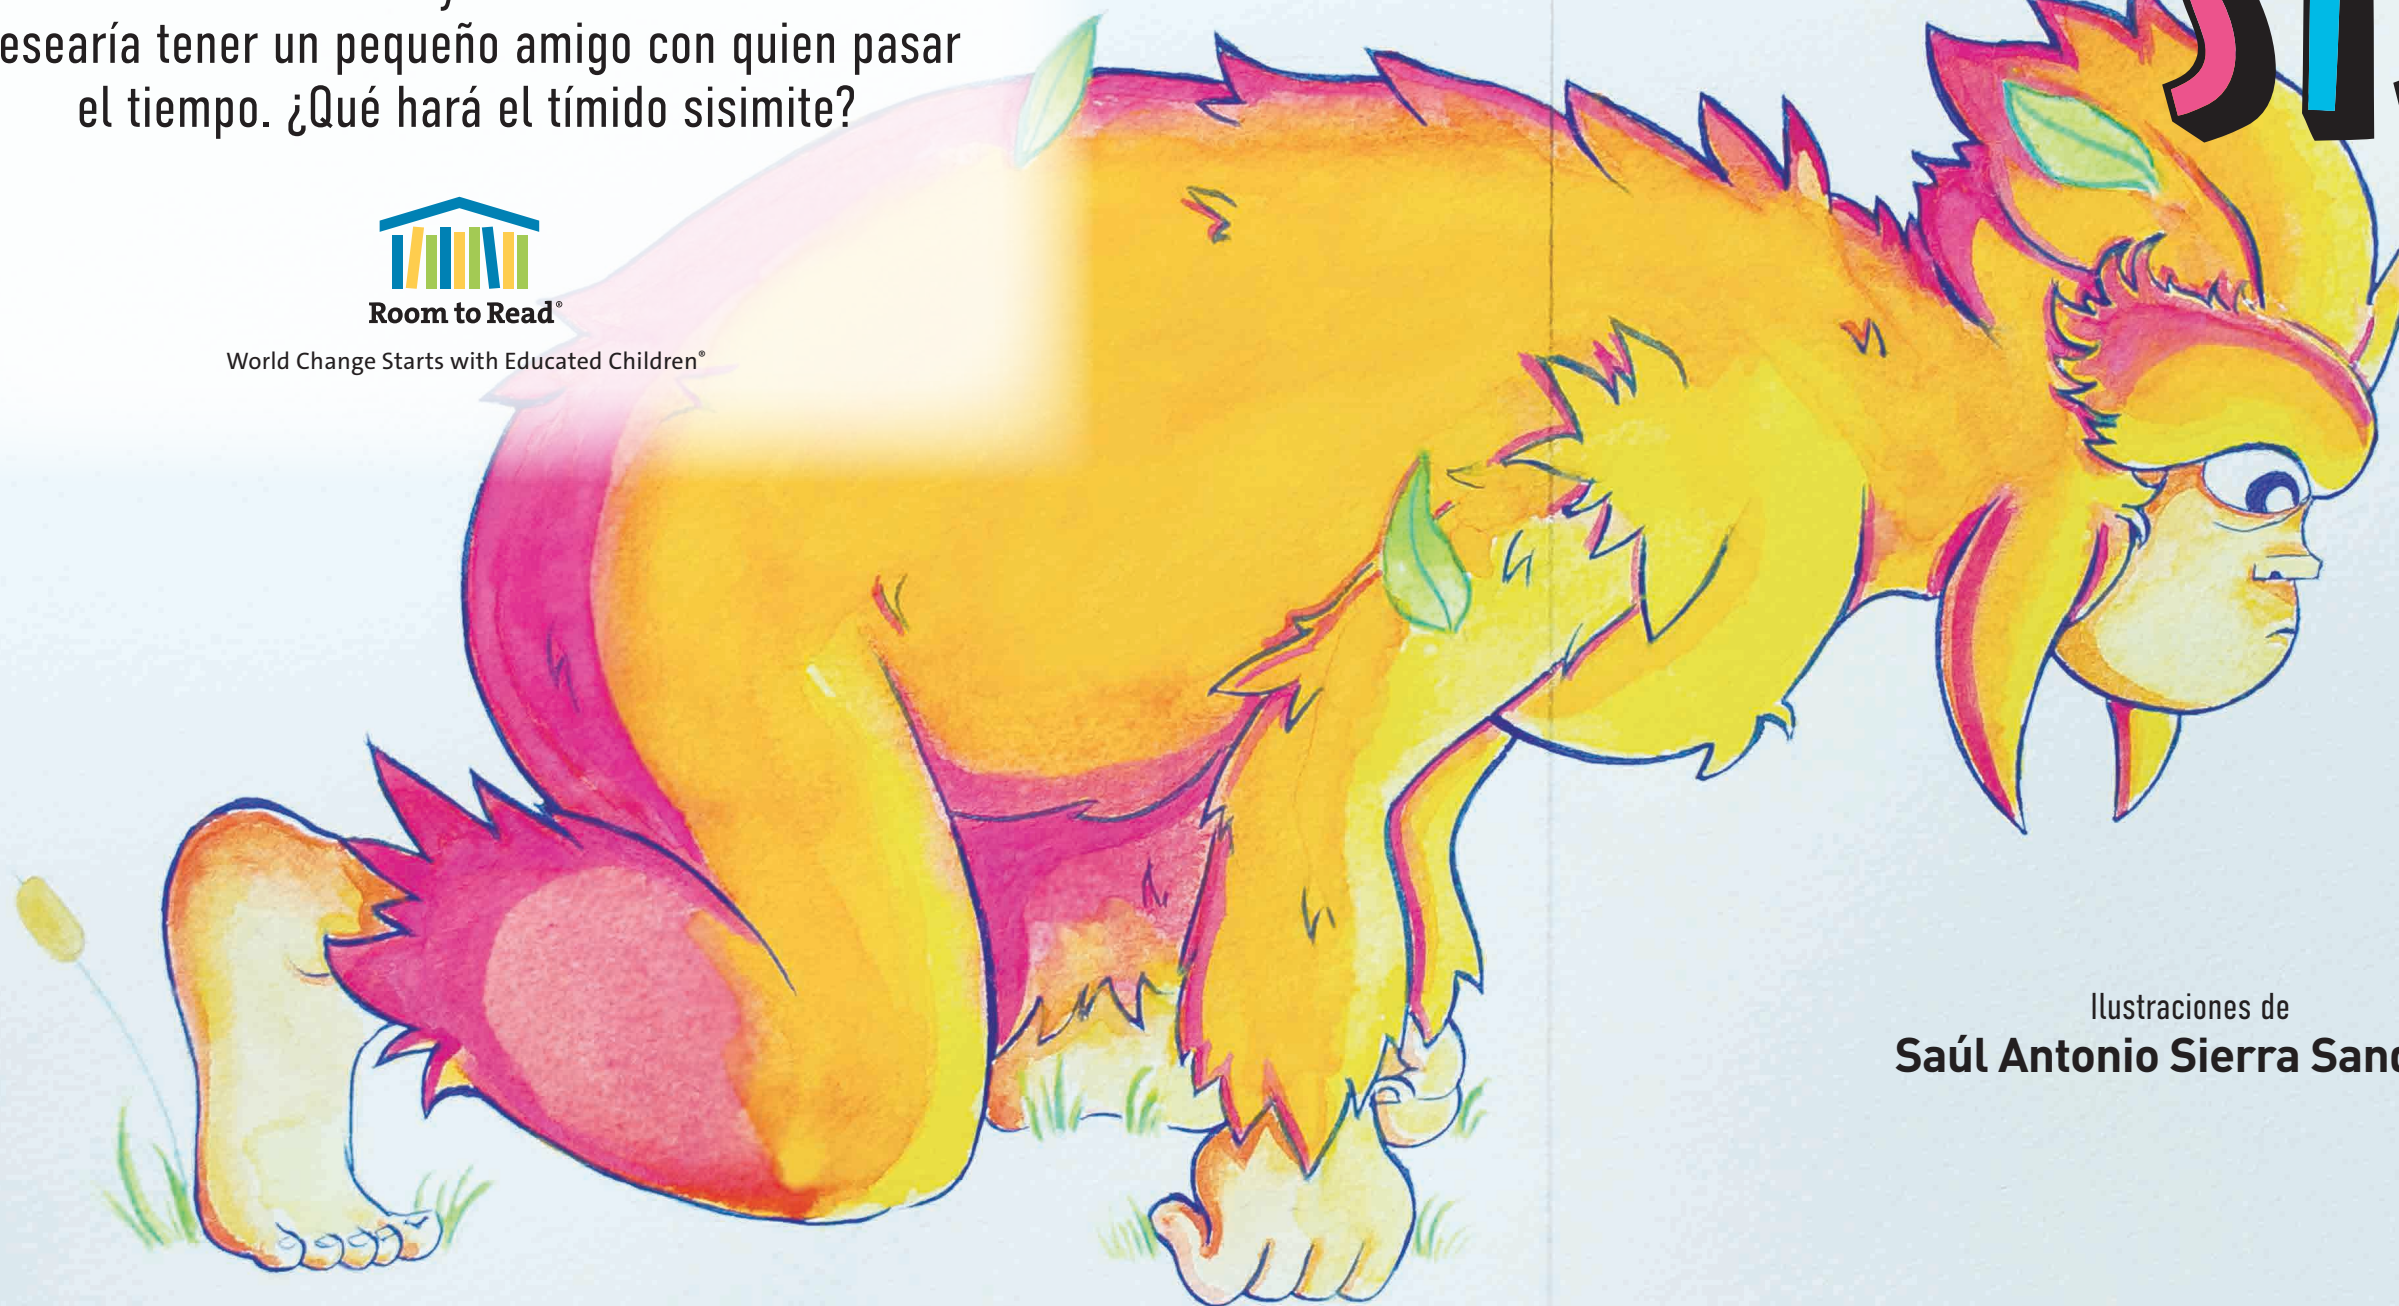 esearía tener un pequeño amigo con quien pasar
el tiempo. ¿Qué hará el tímido sisimite?
Room to Read®
World Change Starts with Educated Children®
SI
Ilustraciones de
Saúl Antonio Sierra